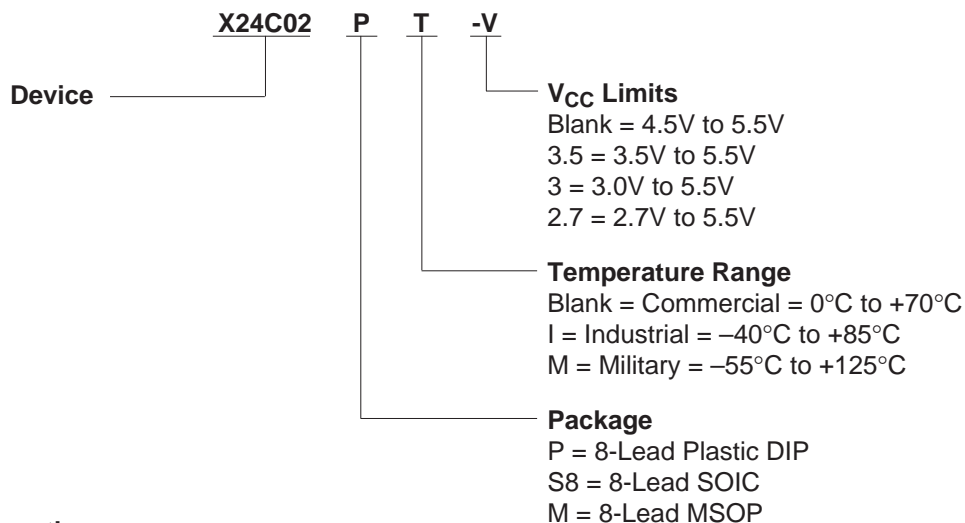 X24C02 P T -V
Device
VCC Limits
Blank = 4.5V to 5.5V
3.5 = 3.5V to 5.5V
3 = 3.0V to 5.5V
2.7 = 2.7V to 5.5V
Temperature Range
Blank = Commercial = 0°C to +70°C
I = Industrial = –40°C to +85°C
M = Military = –55°C to +125°C
Package
P = 8-Lead Plastic DIP
S8 = 8-Lead SOIC
M = 8-Lead MSOP